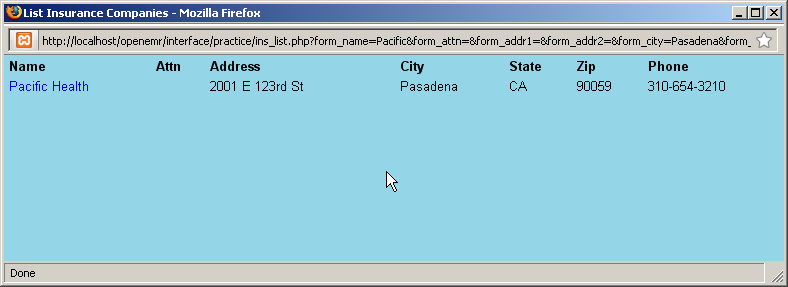 List Insurance Companies - Mozilla Firefox
http://localhost/openemr/interface/practice/ins_list.php?form_name=Pacific&form_attn=&form_addr1=&form_addr2=&form_city=Pasadena&form_
Name Attn Address City State Zip Phone
Pacific Health 2001 E 123rd St Pasadena CA 90059 310-654-3210
Done